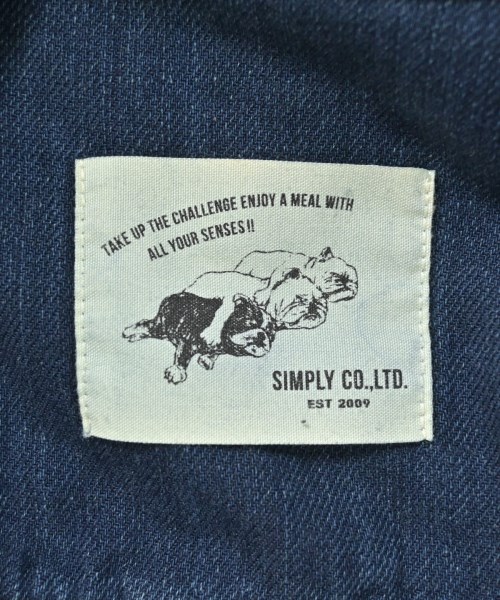 TAKE UP THE CHALLENGE ENJOY A MEAL WITH
ALL YOUR SENSES!!
SIMPLY CO.,LTD.
EST 2009